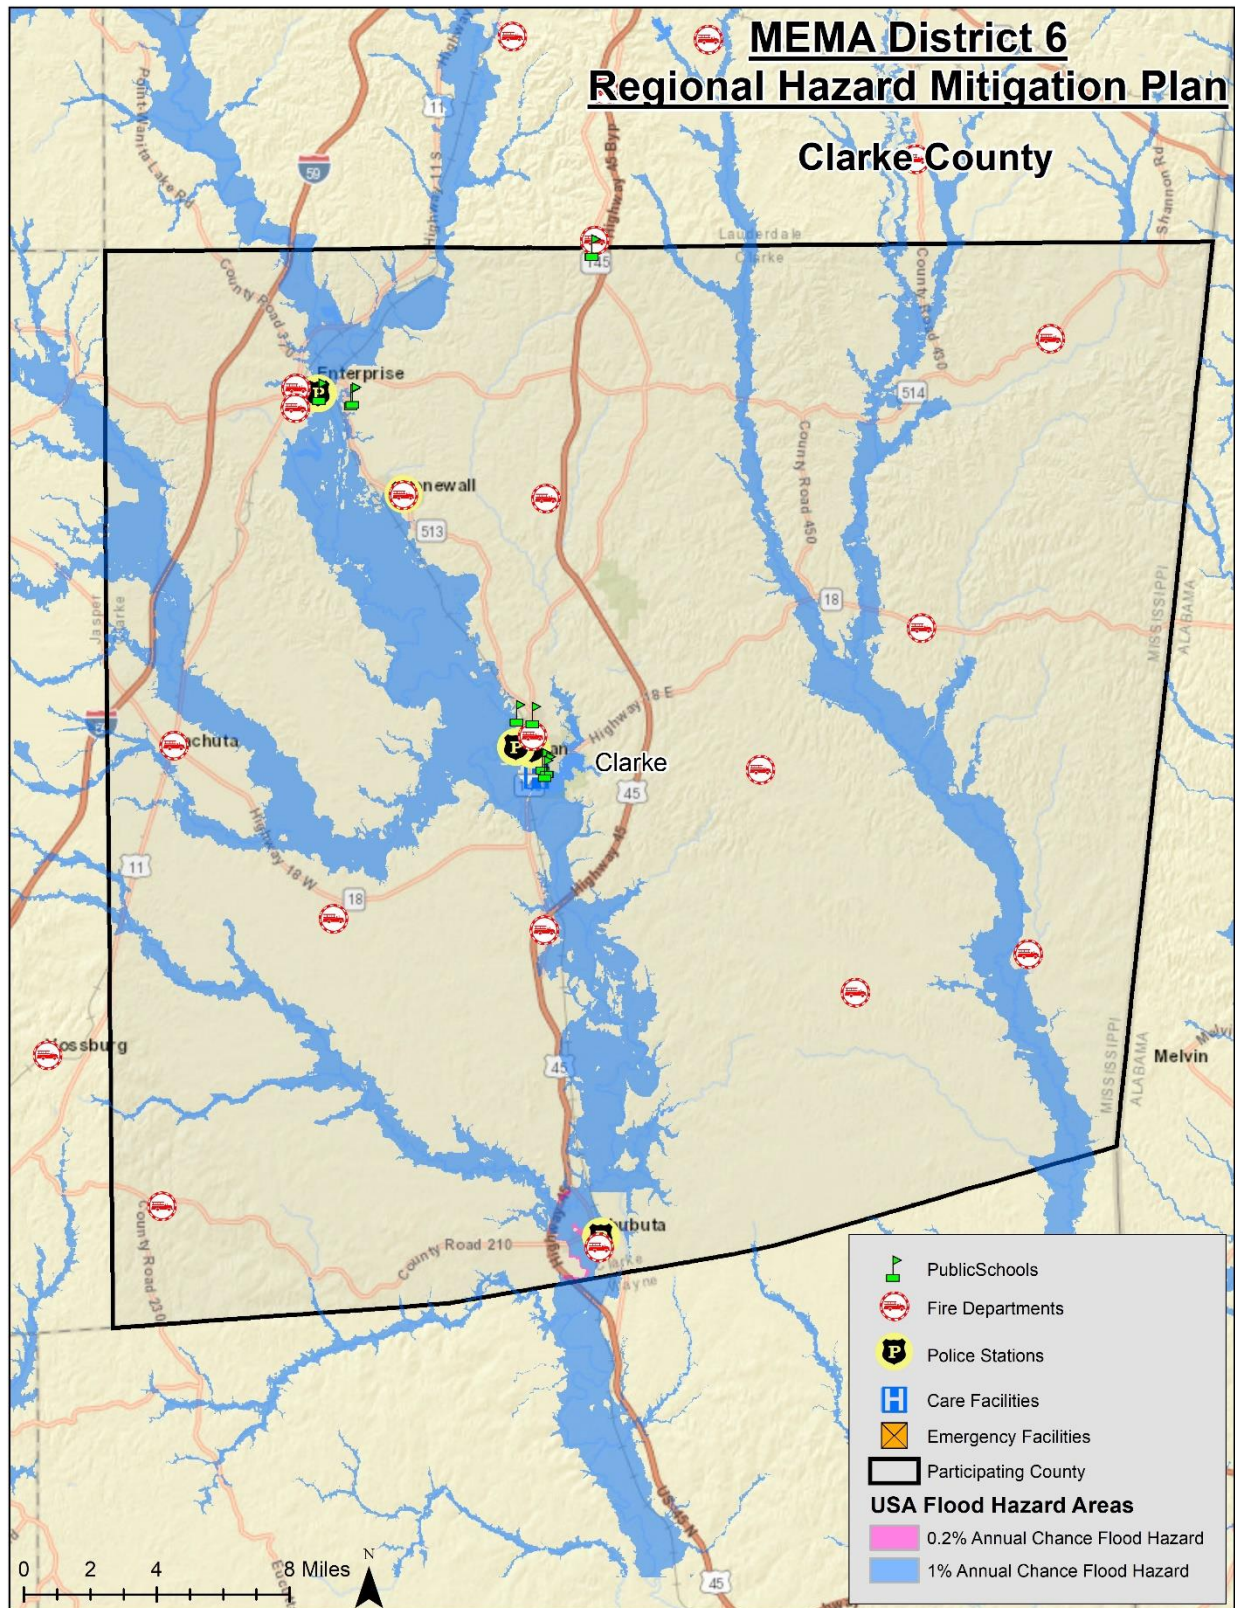 MEMA District 6
Regional Hazard Mitigation Plan
Clarke County
Point-Wanita Lake Rd
11
Highway 11 S
59
Highway 45 Byp
Shannon Rd
Lauderdale
Clarke
145
County Road 370
County Road 430
Enterprise
514
County Road 450
513
18
Jasper
Clarke
MISSISSIPPI
ALABAMA
Highway 18 E
Clarke
45
11
Highway 18 W
18
Highway 45
45
MISSISSIPPI
ALABAMA
Melvin
County Road 230
County Road 210
Highway 45
Clarke
US 45 N
45
PublicSchools
Fire Departments
P
Police Stations
H
Care Facilities
Emergency Facilities
Participating County
USA Flood Hazard Areas
0.2% Annual Chance Flood Hazard
1% Annual Chance Flood Hazard
0 2 4 8 Miles
N